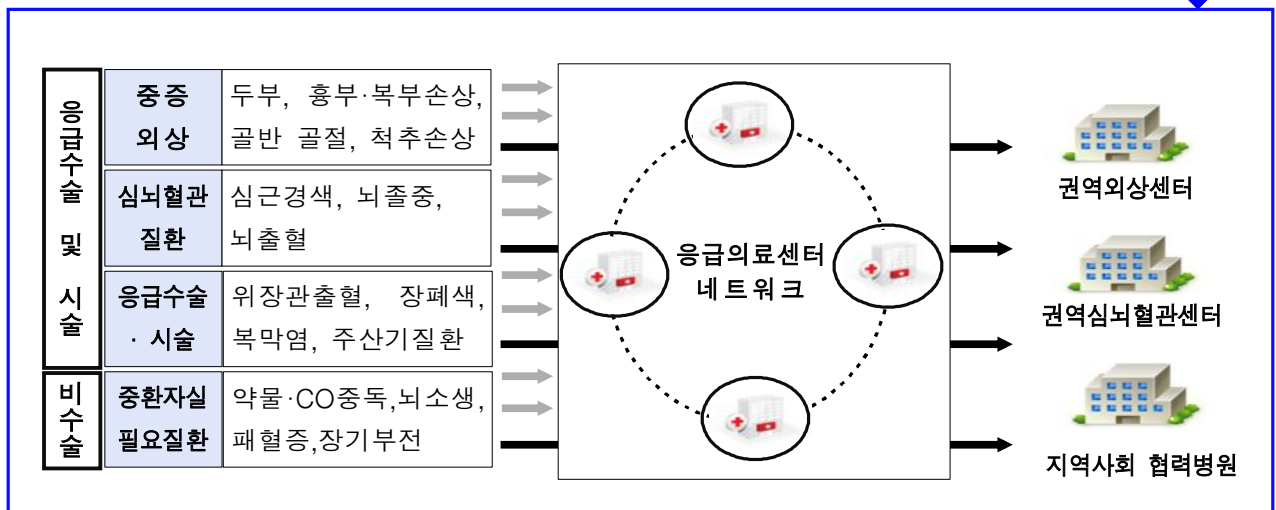 응급수술 및 시술
중증
외상
두부, 흉부·복부손상,
골반 골절, 척추손상
심뇌혈관
질환
심근경색, 뇌졸중,
뇌출혈
응급수술
· 시술
위장관출혈, 장폐색,
복막염, 주산기질환
비수술
중환자실
필요질환
약물·CO중독,뇌소생,
패혈증,장기부전
응급의료센터
네트워크
권역외상센터
권역심뇌혈관센터
지역사회 협력병원